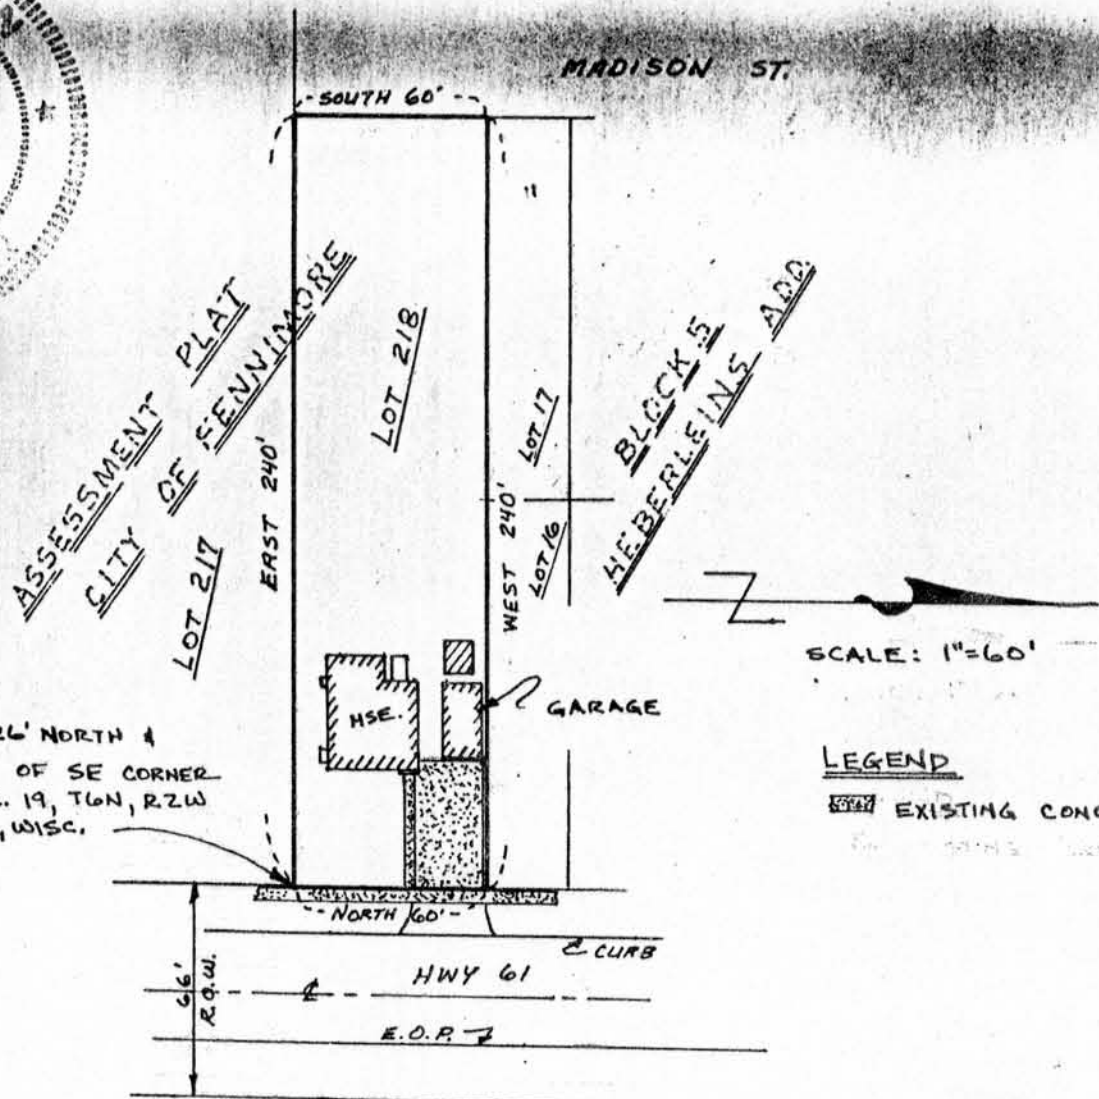 MADISON ST.
SOUTH 60'
ASSESSMENT PLAT
CITY OF FENNIMORE
LOT 217
EAST 240'
LOT 218
WEST 240'
LOT 17
LOT 16
BLOCK 5
HEBERLEINS ADD.
N
SCALE: 1"=60'
HSE.
GARAGE
26' NORTH &
OF SE CORNER
19, T6N, R2W
, WISC.
LEGEND
EXISTING CONC
NORTH 60'
CURB
HWY 61
66'
R.O.W.
E.O.P.